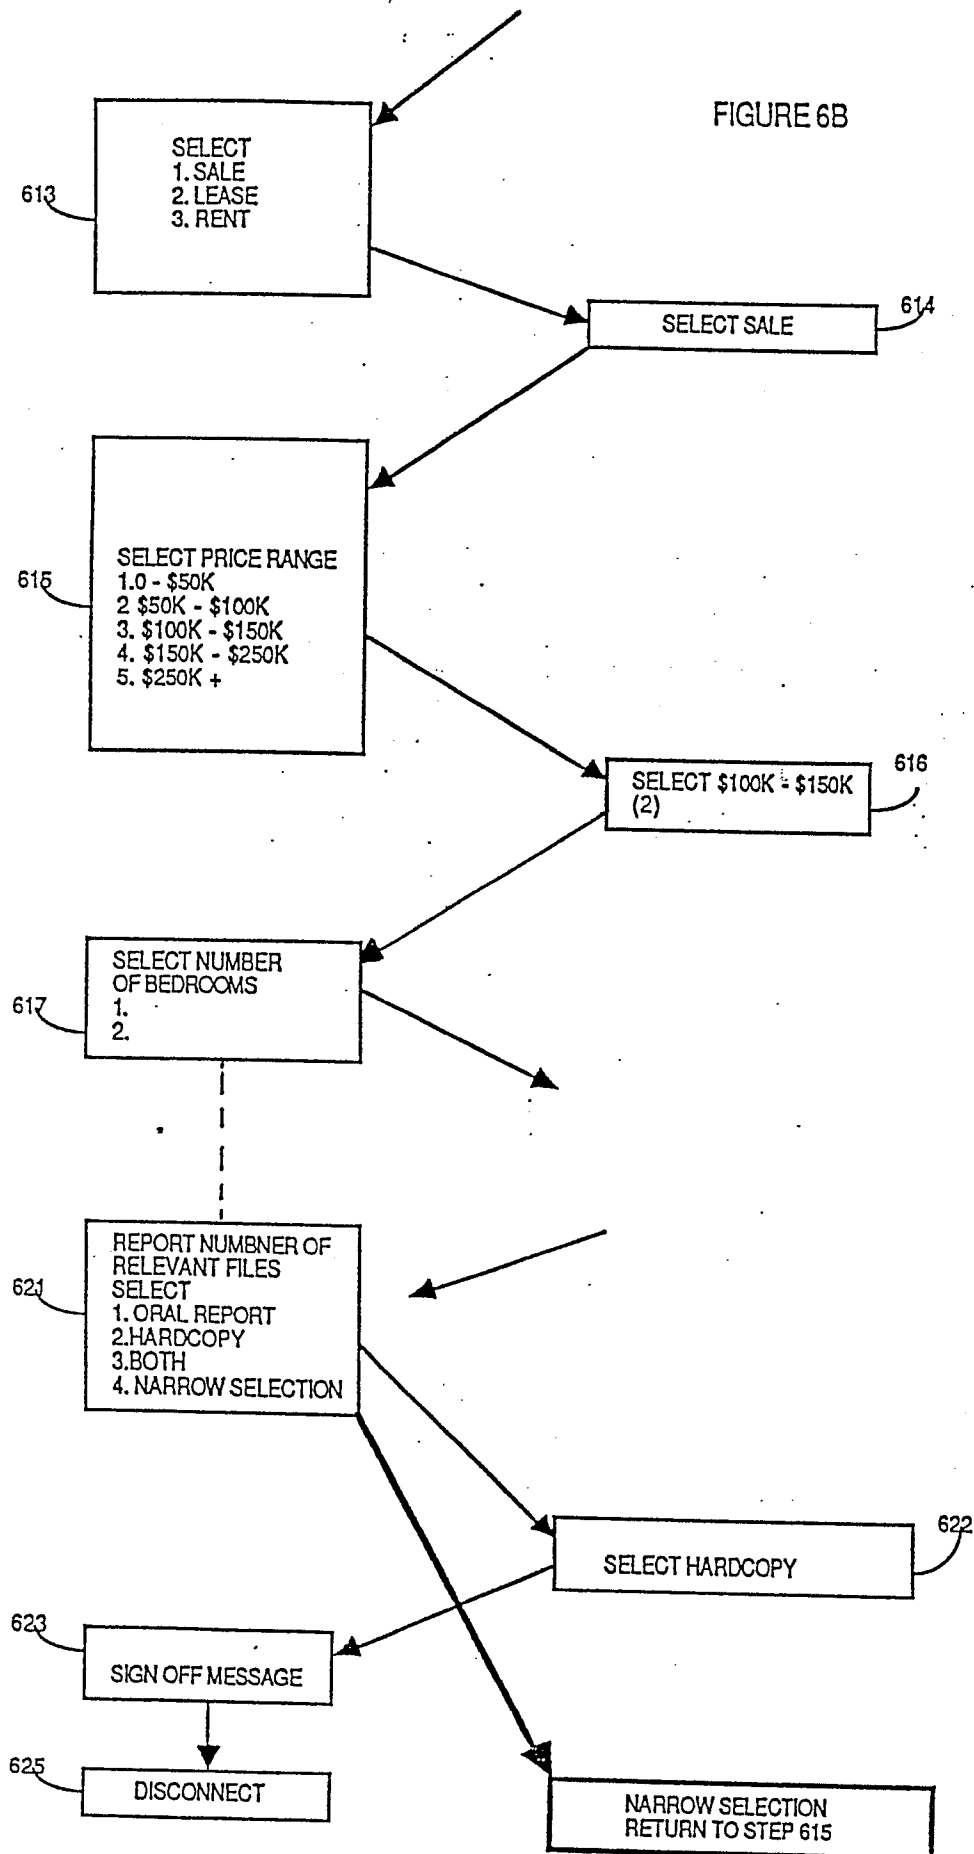 FIGURE 6B
613
SELECT
1. SALE
2. LEASE
3. RENT
614
SELECT SALE
615
SELECT PRICE RANGE
1.0 - $50K
2 $50K - $100K
3. $100K - $150K
4. $150K - $250K
5. $250K +
616
SELECT $100K - $150K
(2)
617
SELECT NUMBER
OF BEDROOMS
1.
2.
621
REPORT NUMBNER OF
RELEVANT FILES
SELECT
1. ORAL REPORT
2.HARDCOPY
3.BOTH
4. NARROW SELECTION
622
SELECT HARDCOPY
623
SIGN OFF MESSAGE
625
DISCONNECT
NARROW SELECTION
RETURN TO STEP 615